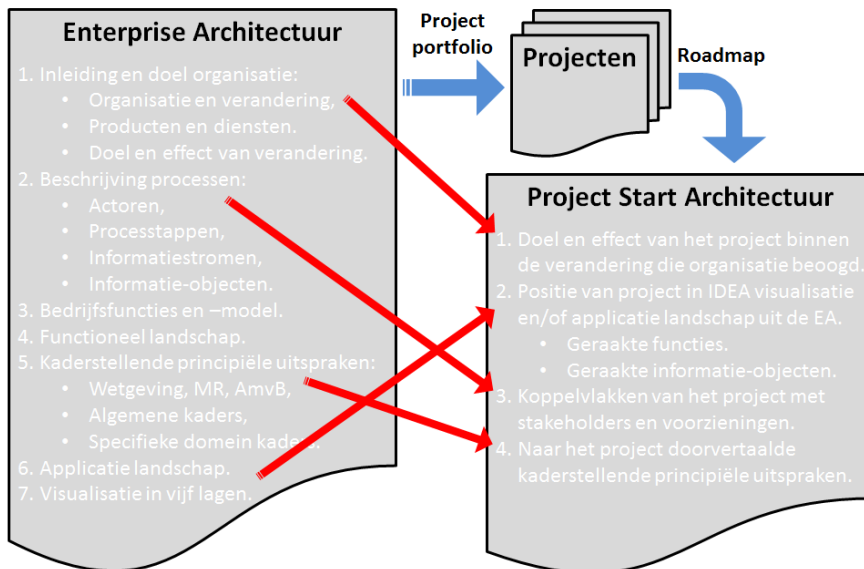 Enterprise Architectuur
1. Inleiding en doel organisatie:
• Organisatie en verandering,
• Producten en diensten.
• Doel en effect van verandering.
2. Beschrijving processen:
• Actoren,
• Processtappen,
• Informatiestromen,
• Informatie-objecten.
3. Bedrijfsfuncties en –model.
4. Functioneel landschap.
5. Kaderstellende principiële uitspraken:
• Wetgeving, MR, AmvB,
• Algemene kaders,
• Specifieke domein kaders.
6. Applicatie landschap.
7. Visualisatie in vijf lagen.
Project
portfolio
Projecten
Roadmap
Project Start Architectuur
1. Doel en effect van het project binnen
de verandering die organisatie beoogd.
2. Positie van project in IDEA visualisatie
en/of applicatie landschap uit de EA.
• Geraakte functies.
• Geraakte informatie-objecten.
3. Koppelvlakken van het project met
stakeholders en voorzieningen.
4. Naar het project doorvertaalde
kaderstellende principiële uitspraken.